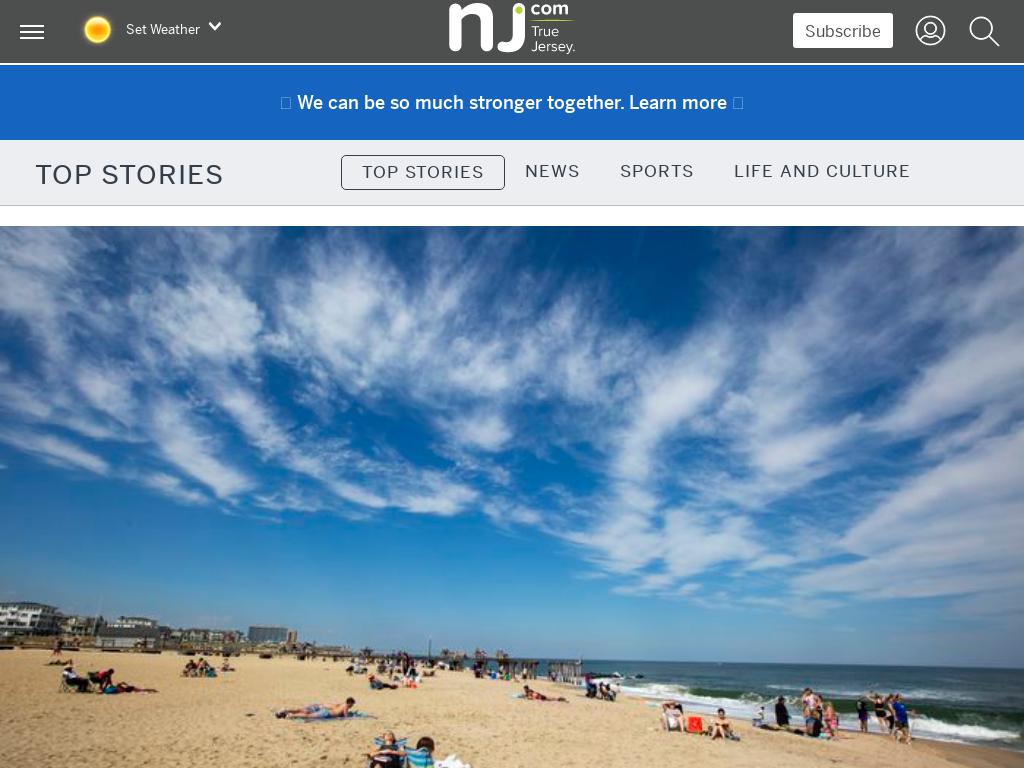 Set Weather
nj
com
True
Jersey.
Subscribe
We can be so much stronger together. Learn more
TOP STORIES
TOP STORIES
NEWS
SPORTS
LIFE AND CULTURE